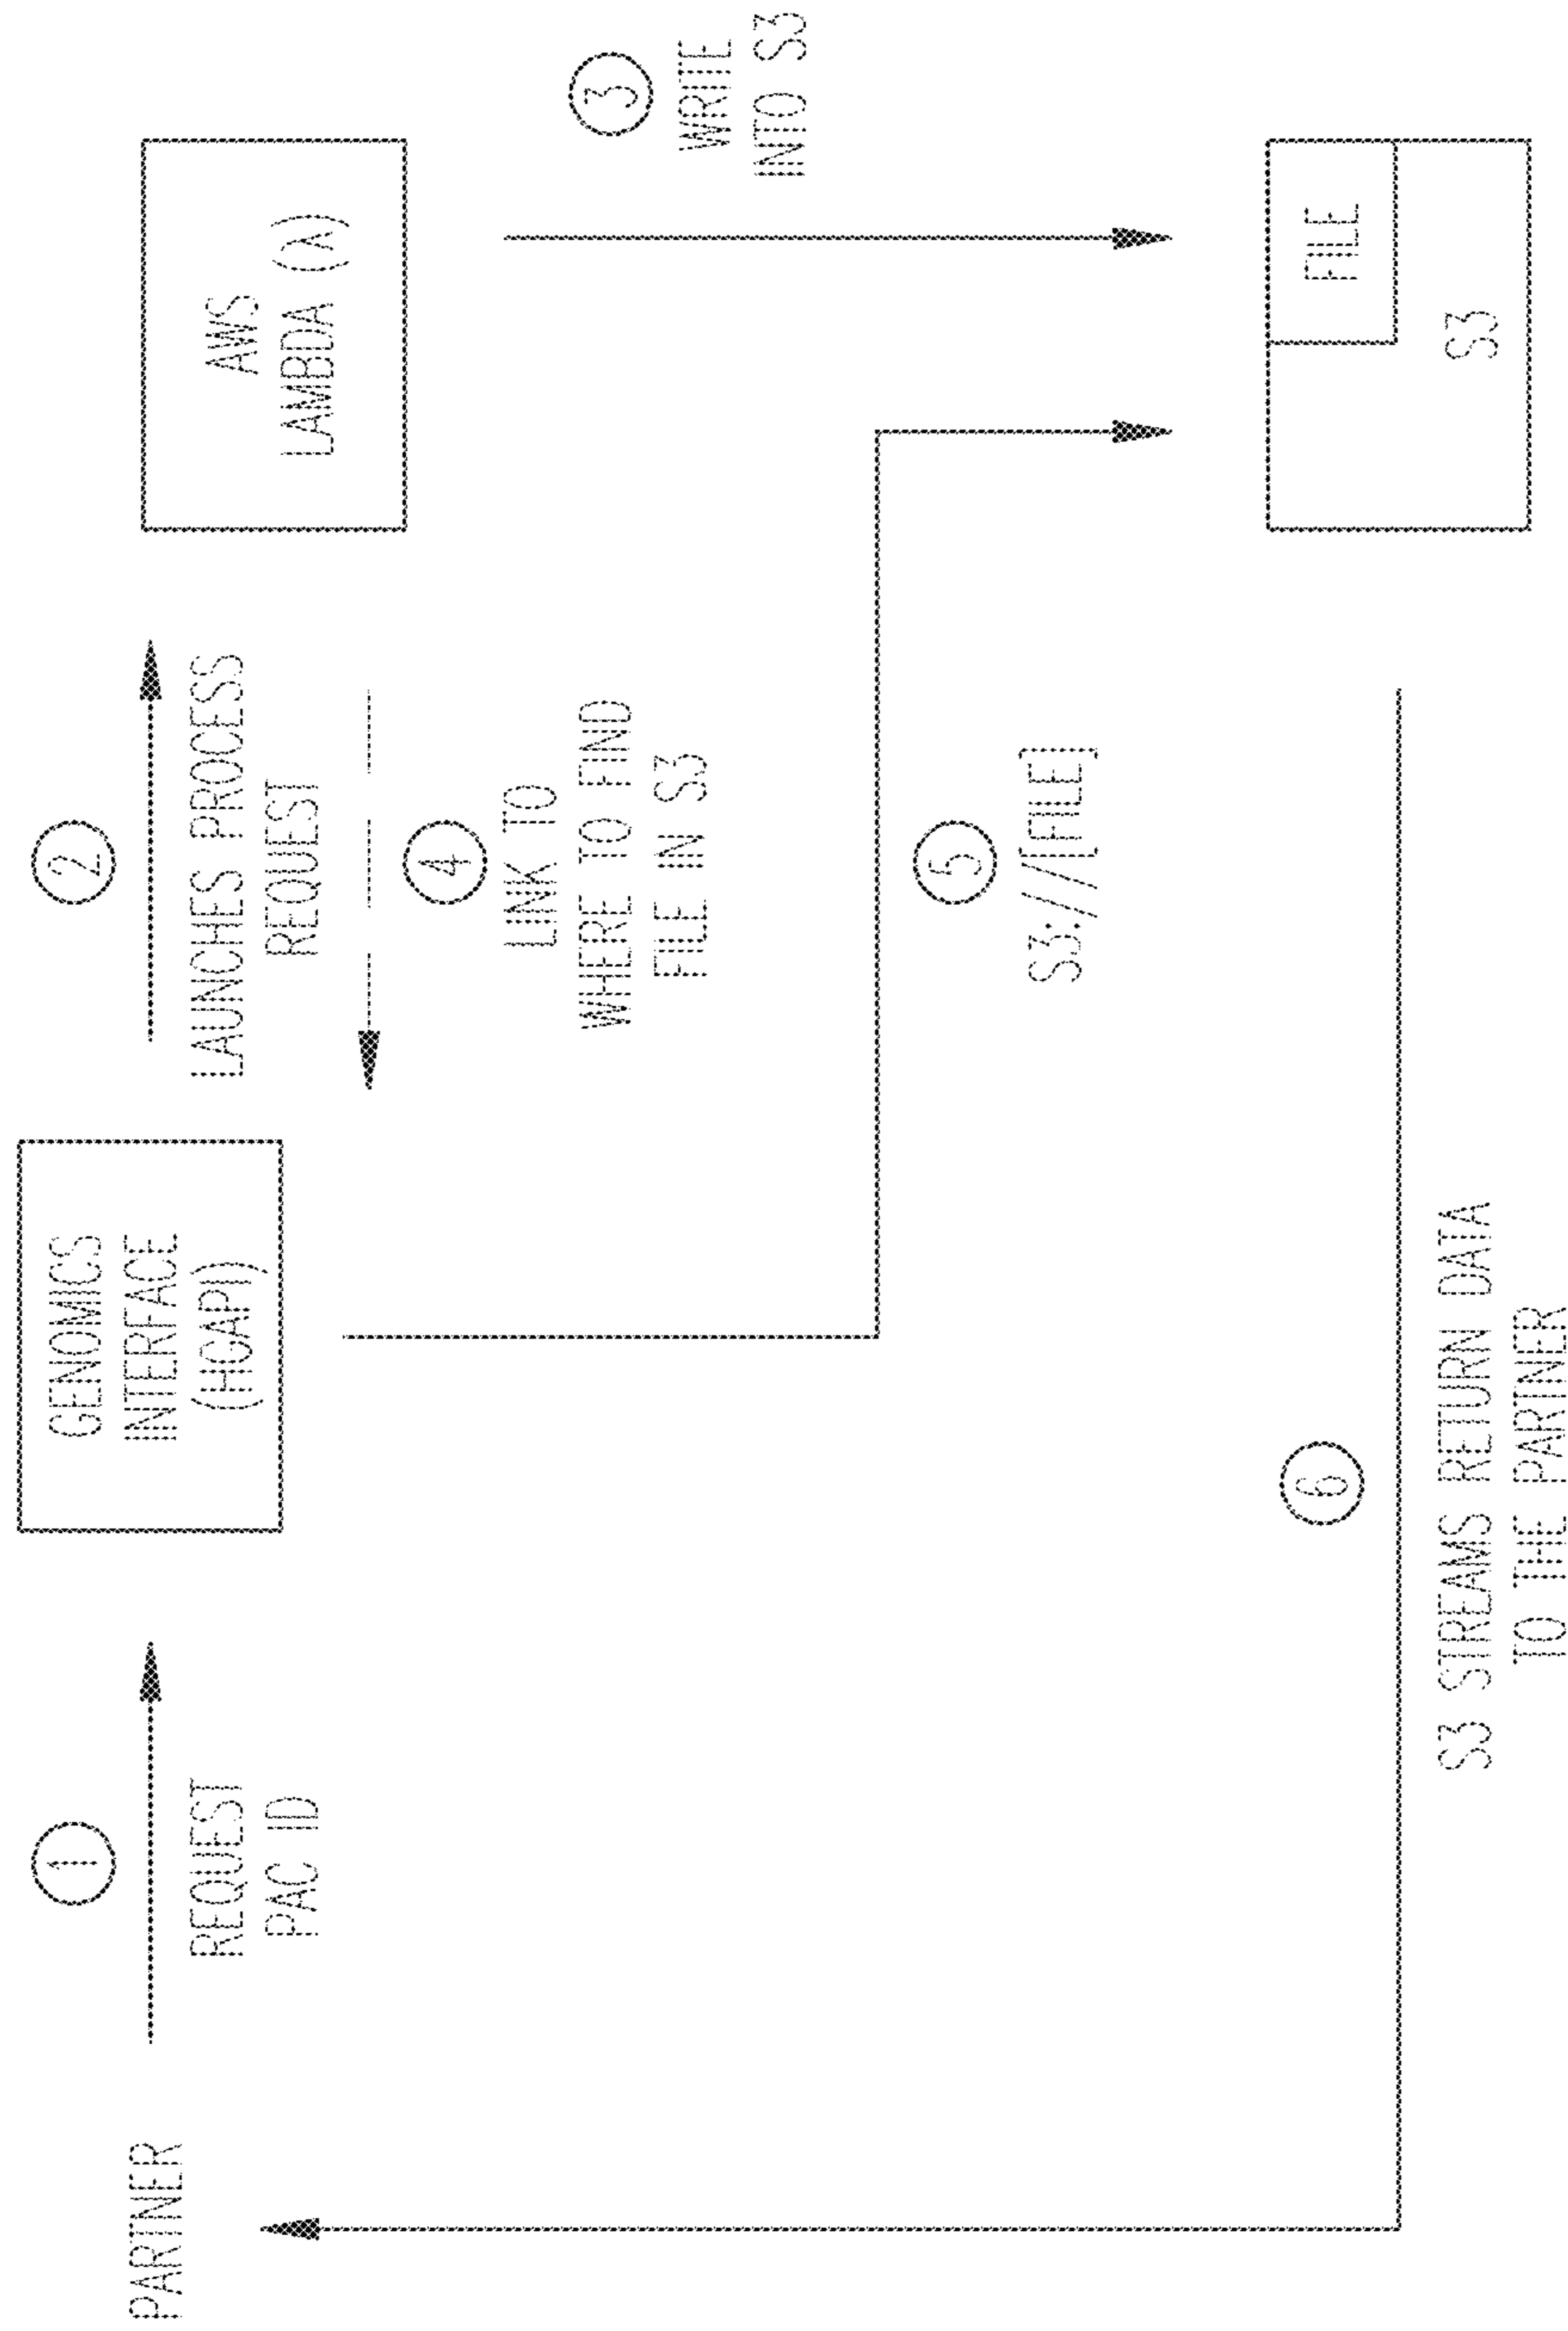 PARTNER
1
REQUEST
PAC ID
GENOMICS
INTERFACE
(HGAPI)
2
LAUNCHES PROCESS
REQUEST
4
LINK TO
WHERE TO FIND
FILE IN S3
AWS
LAMBDA (λ)
3
WRITE
INTO S3
5
S3://[FILE]
FILE
S3
6
S3 STREAMS RETURN DATA
TO THE PARTNER